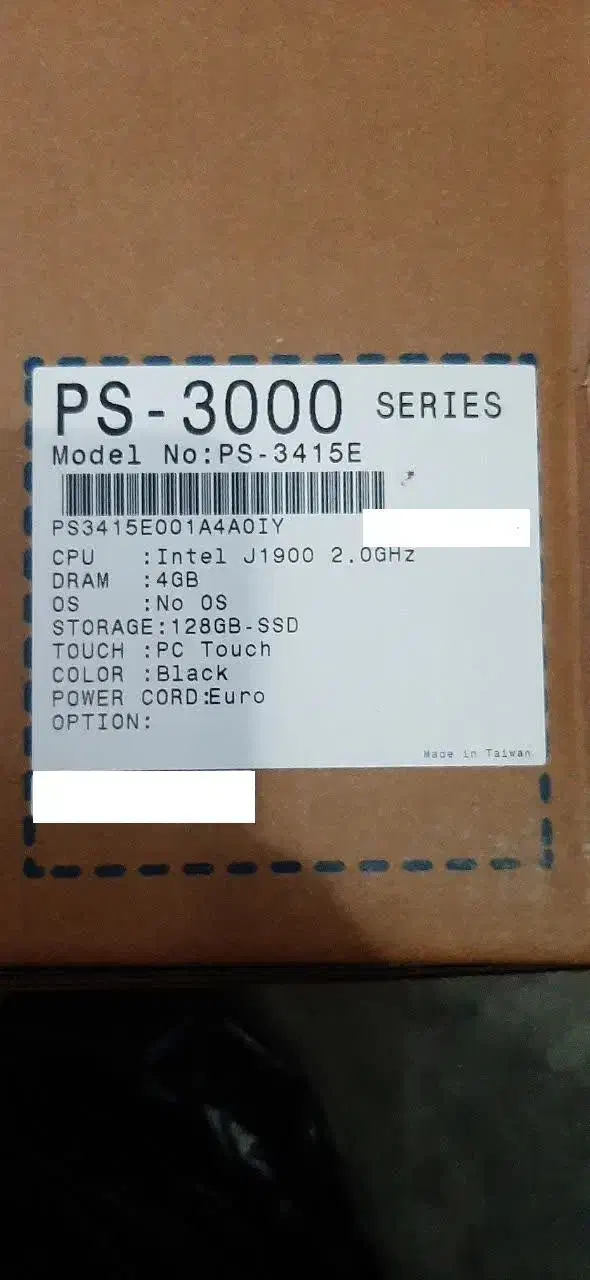 PS-3000 SERIES
Model No:PS-3415E
PS3415E001A4A0IY
CPU :Intel J1900 2.0GHz
DRAM :4GB
OS :No OS
STORAGE:128GB-SSD
TOUCH :PC Touch
COLOR :Black
POWER CORD:Euro
OPTION:
Made in Taiwan